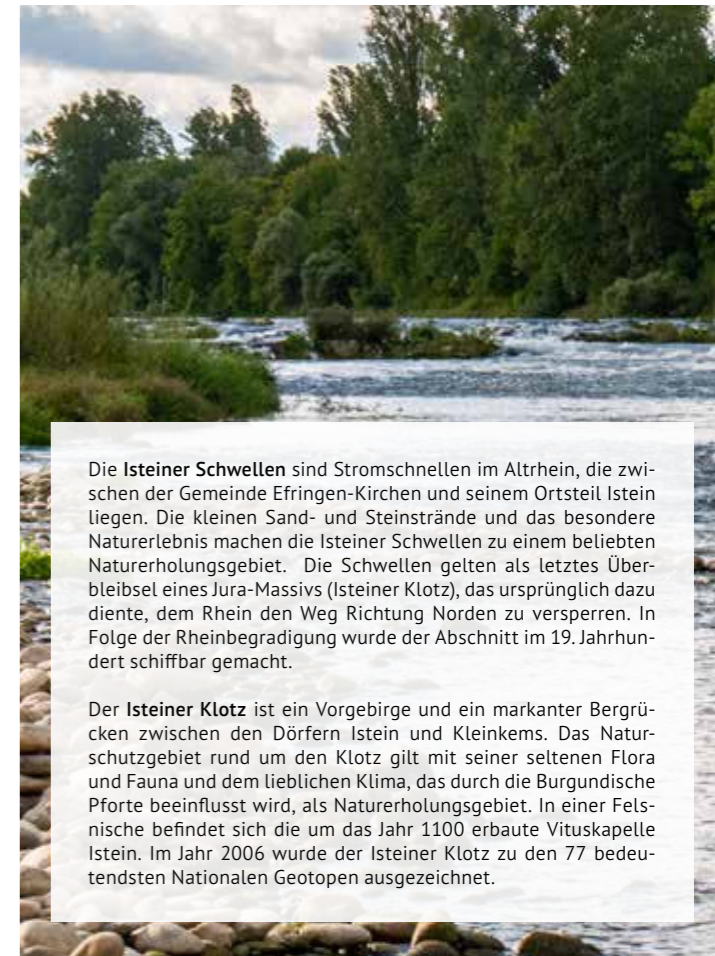 Die Isteiner Schwellen sind Stromschnellen im Altrhein, die zwi-
schen der Gemeinde Efringen-Kirchen und seinem Ortsteil Istein
liegen. Die kleinen Sand- und Steinstrände und das besondere
Naturerlebnis machen die Isteiner Schwellen zu einem beliebten
Naturerholungsgebiet. Die Schwellen gelten als letztes Über-
bleibsel eines Jura-Massivs (Isteiner Klotz), das ursprünglich dazu
diente, dem Rhein den Weg Richtung Norden zu versperren. In
Folge der Rheinbegradigung wurde der Abschnitt im 19. Jahrhun-
dert schiffbar gemacht.

Der Isteiner Klotz ist ein Vorgebirge und ein markanter Bergrü-
cken zwischen den Dörfern Istein und Kleinkems. Das Natur-
schutzgebiet rund um den Klotz gilt mit seiner seltenen Flora
und Fauna und dem lieblichen Klima, das durch die Burgundische
Pforte beeinflusst wird, als Naturerholungsgebiet. In einer Fels-
nische befindet sich die um das Jahr 1100 erbaute Vituskapelle
Istein. Im Jahr 2006 wurde der Isteiner Klotz zu den 77 bedeu-
tendsten Nationalen Geotopen ausgezeichnet.